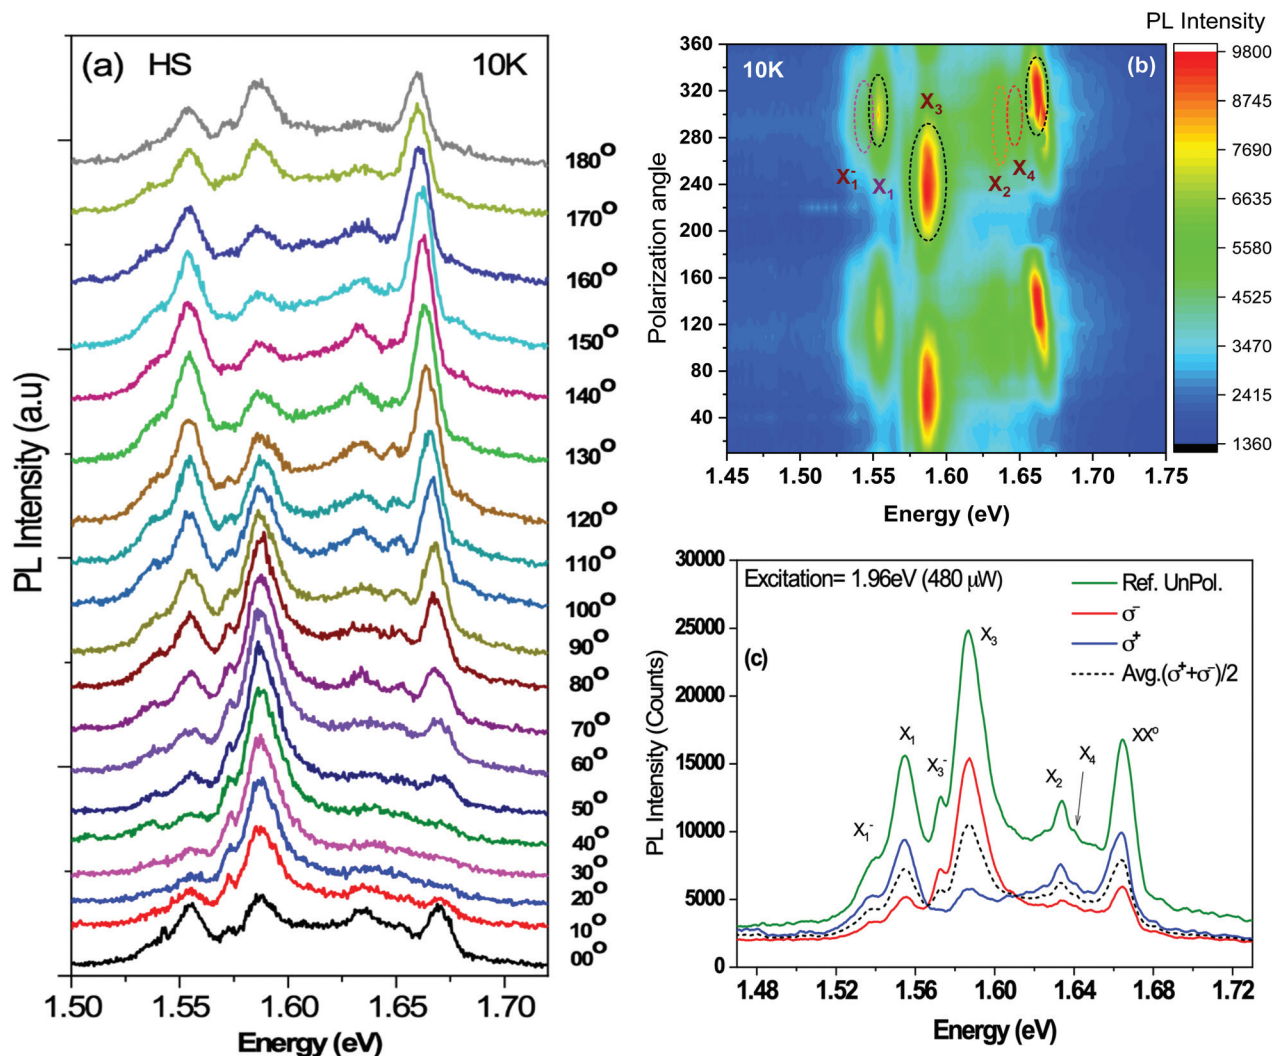 (a) HS 10K
180°
170°
160°
150°
140°
130°
120°
110°
100°
90°
80°
70°
60°
50°
40°
30°
20°
10°
00°
PL Intensity (a.u)
1.50 1.55 1.60 1.65 1.70
Energy (eV)
PL Intensity
10K (b)
X₃
X₁⁻ X₁ X₂ X₄
Polarization angle
360
320
280
240
200
160
120
80
40
1.45 1.50 1.55 1.60 1.65 1.70 1.75
Energy (eV)
9800
8745
7690
6635
5580
4525
3470
2415
1360
Excitation= 1.96eV (480 μW)
(c)
Ref. UnPol.
σ⁻
σ⁺
Avg.(σ⁺+σ⁻)/2
X₁⁻ X₁ X₃⁻ X₃ X₂ X₄ XX⁰
PL Intensity (Counts)
30000
25000
20000
15000
10000
5000
0
1.48 1.52 1.56 1.60 1.64 1.68 1.72
Energy (eV)